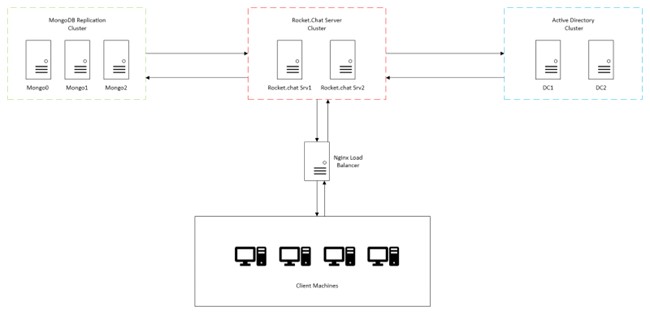 MongoDB Replication
Cluster
Mongo0 Mongo1 Mongo2
Rocket.Chat Server
Cluster
Rocket.chat Srv1 Rocket.chat Srv2
Active Directory
Cluster
DC1 DC2
Nginx Load
Balancer
Client Machines